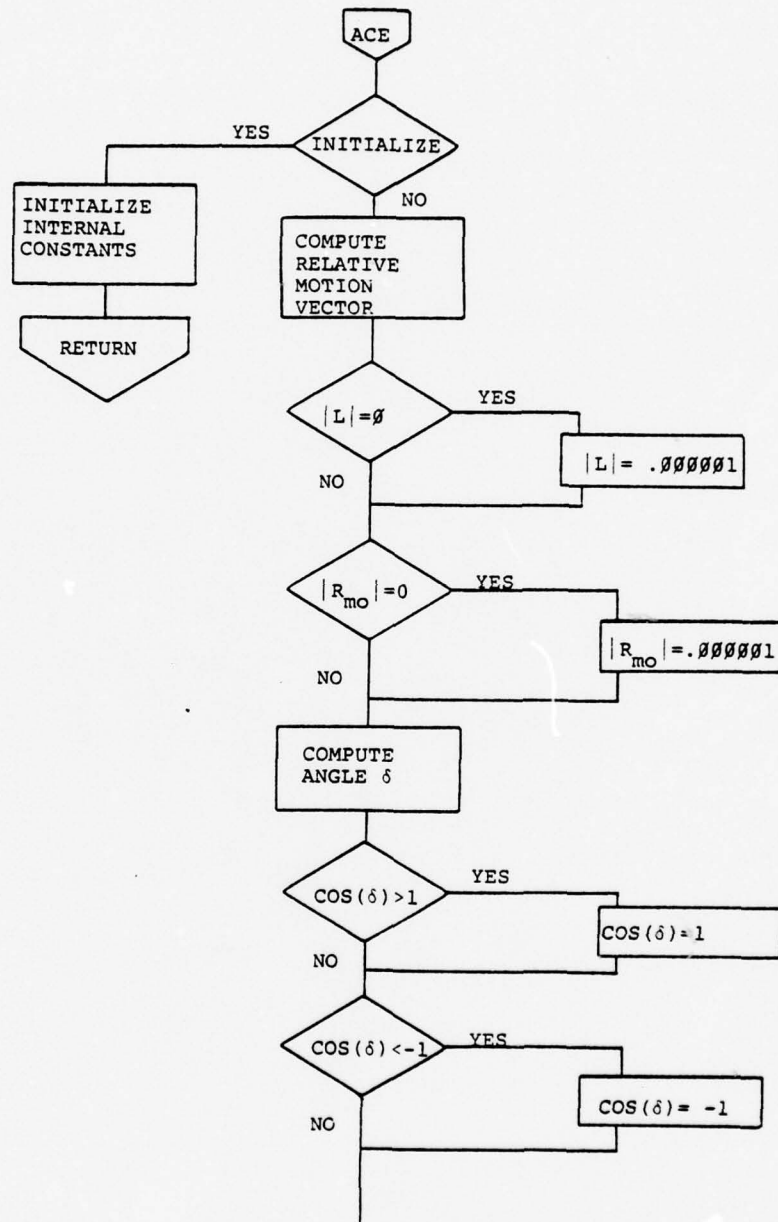 ACE
YES
INITIALIZE
NO
INITIALIZE
INTERNAL
CONSTANTS
COMPUTE
RELATIVE
MOTION
VECTOR
RETURN
|L|=Ø
YES
|L|= .ØØØØØ1
NO
|Rmo|=0
YES
|Rmo|=.ØØØØØ1
NO
COMPUTE
ANGLE δ
COS(δ)>1
YES
COS(δ)=1
NO
COS(δ)<-1
YES
COS(δ)= -1
NO